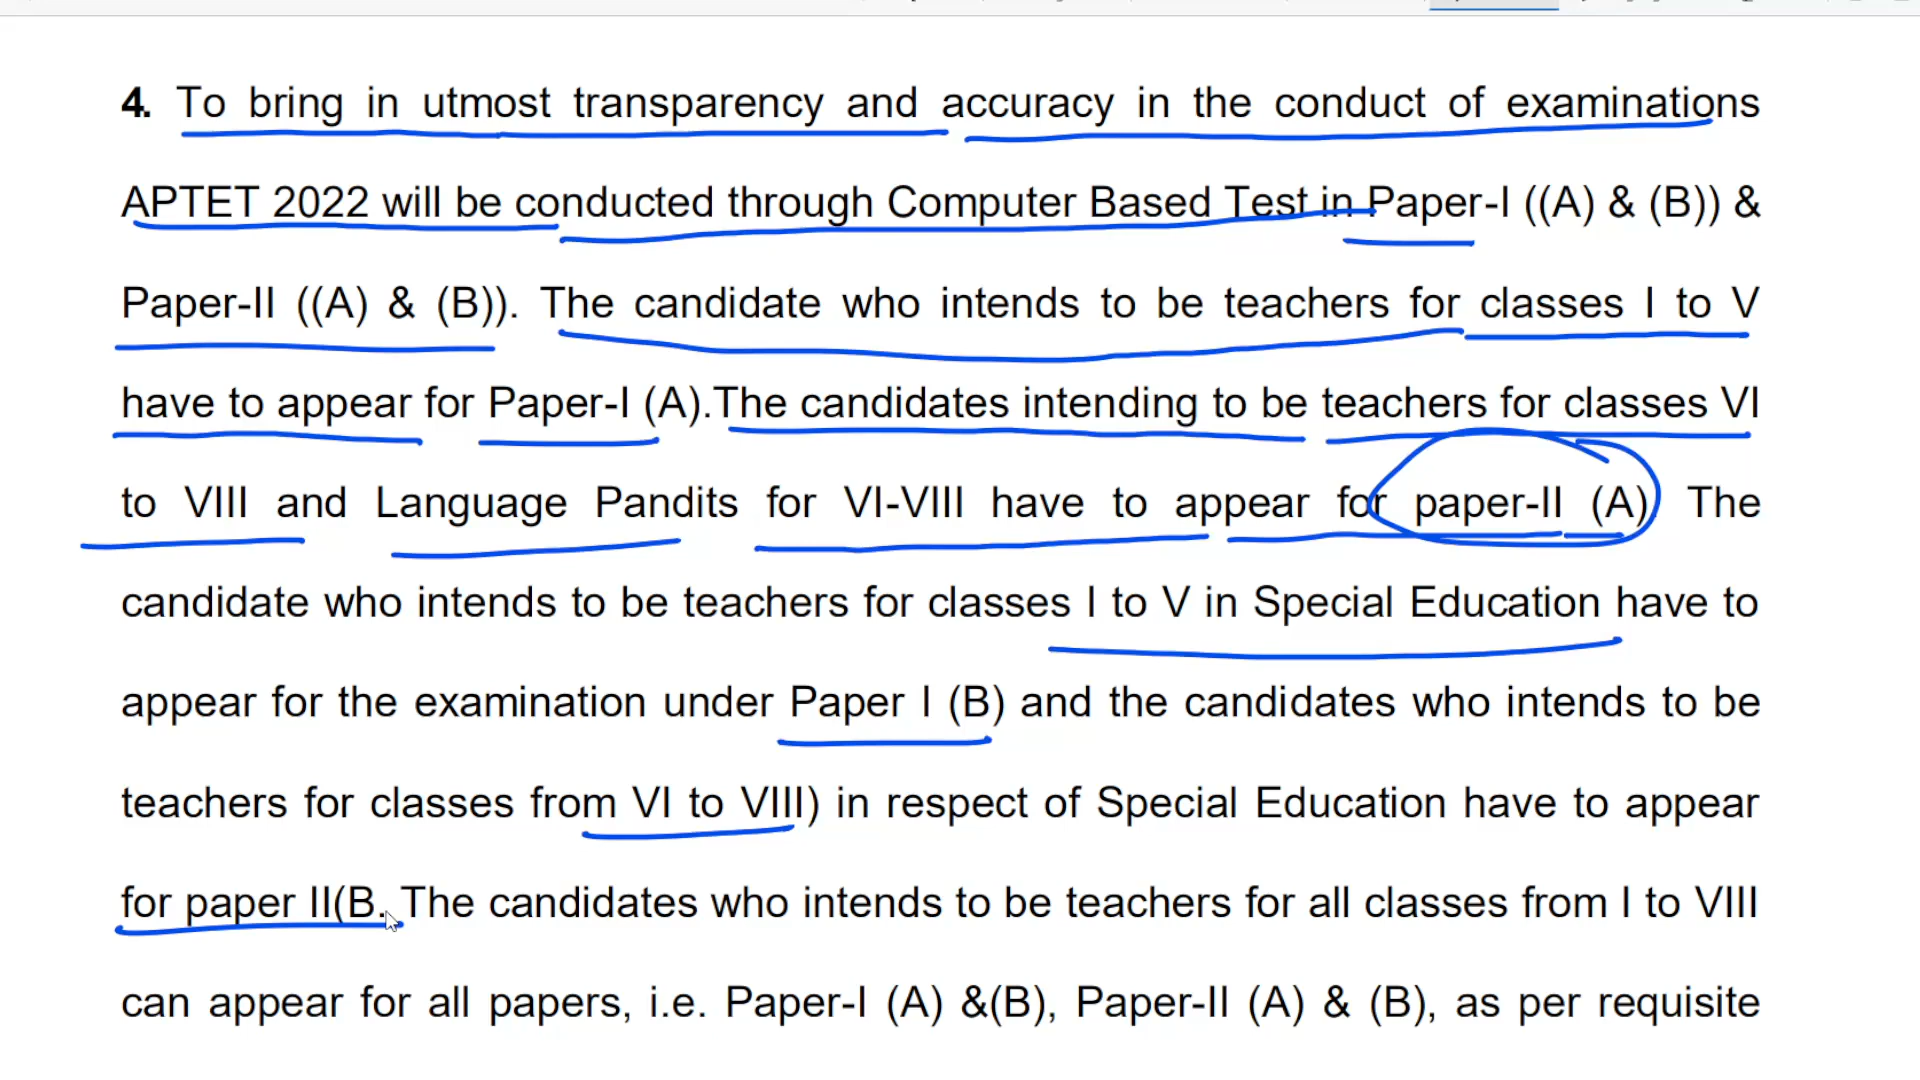 4. To bring in utmost transparency and accuracy in the conduct of examinations
APTET 2022 will be conducted through Computer Based Test in Paper-I ((A) & (B)) &
Paper-II ((A) & (B)). The candidate who intends to be teachers for classes I to V
have to appear for Paper-I (A).The candidates intending to be teachers for classes VI
to VIII and Language Pandits for VI-VIII have to appear for paper-II (A) The
candidate who intends to be teachers for classes I to V in Special Education have to
appear for the examination under Paper I (B) and the candidates who intends to be
teachers for classes from VI to VIII) in respect of Special Education have to appear
for paper II(B. The candidates who intends to be teachers for all classes from I to VIII
can appear for all papers, i.e. Paper-I (A) &(B), Paper-II (A) & (B), as per requisite